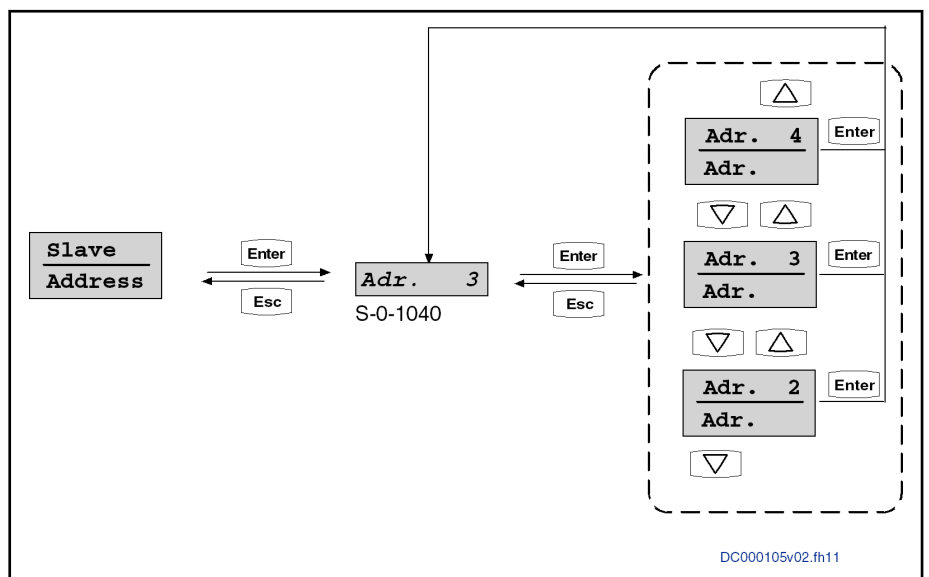 Slave
Address
Enter
Esc
Adr. 3
S-0-1040
Enter
Esc
Adr. 4
Adr.
Enter
Adr. 3
Adr.
Enter
Adr. 2
Adr.
Enter
DC000105v02.fh11